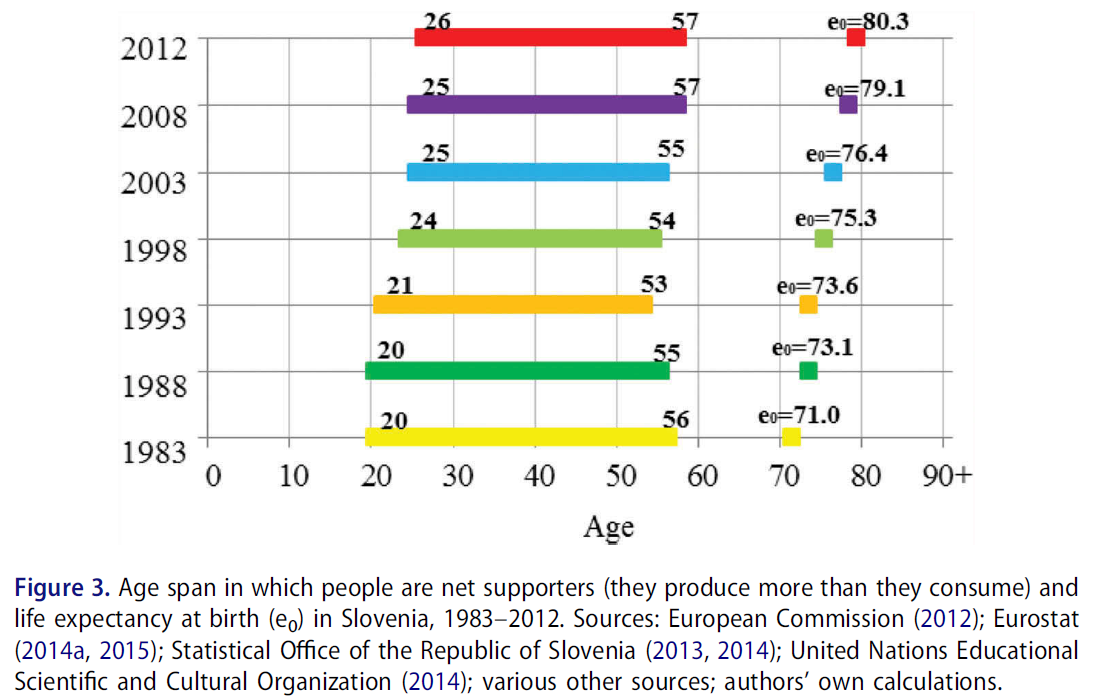 26 57 e₀=80.3
2012
25 57 e₀=79.1
2008
25 55 e₀=76.4
2003
24 54 e₀=75.3
1998
21 53 e₀=73.6
1993
20 55 e₀=73.1
1988
20 56 e₀=71.0
1983
0 10 20 30 40 50 60 70 80 90+
Age
Figure 3. Age span in which people are net supporters (they produce more than they consume) and
life expectancy at birth (e₀) in Slovenia, 1983–2012. Sources: European Commission (2012); Eurostat
(2014a, 2015); Statistical Office of the Republic of Slovenia (2013, 2014); United Nations Educational
Scientific and Cultural Organization (2014); various other sources; authors’ own calculations.